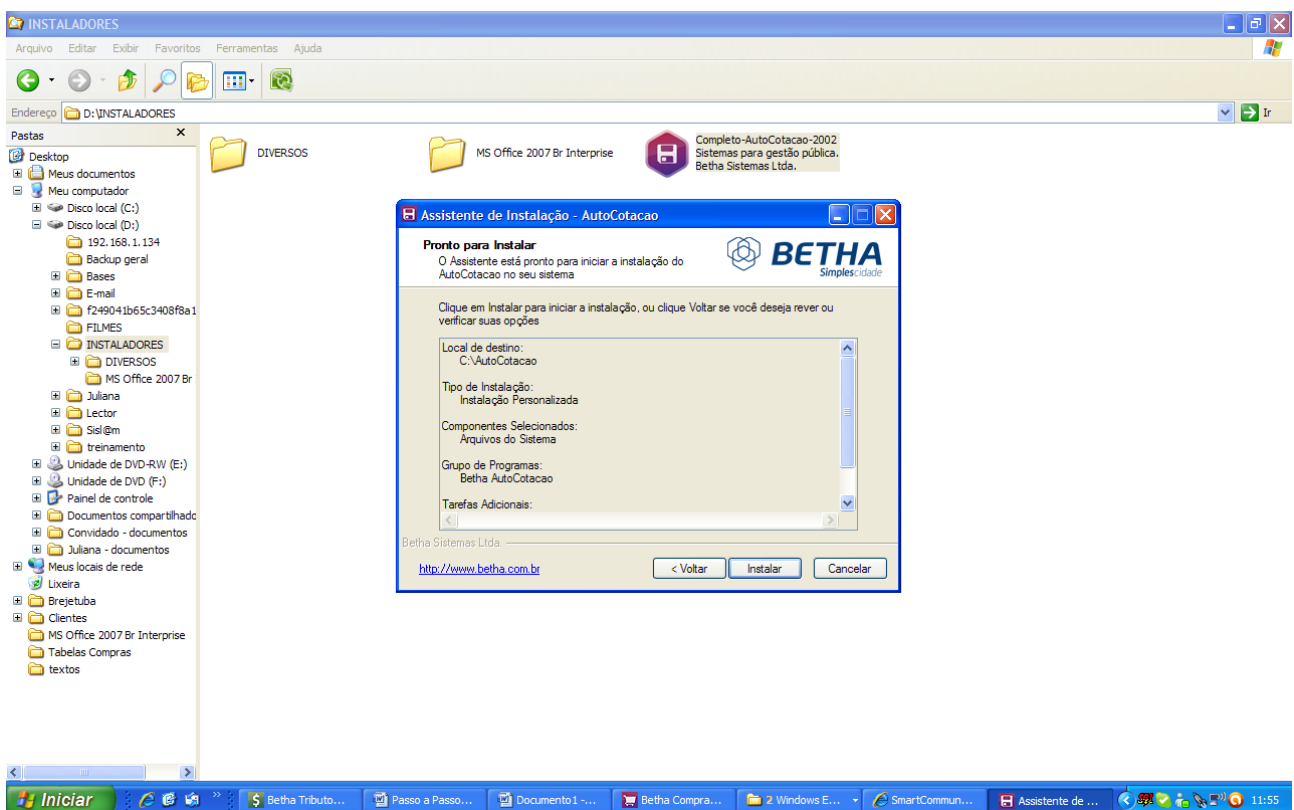 INSTALADORES
Arquivo Editar Exibir Favoritos Ferramentas Ajuda
Endereço D:\INSTALADORES Ir
Pastas
Desktop
Meus documentos
Meu computador
Disco local (C:)
Disco local (D:)
192.168.1.134
Backup geral
Bases
E-mail
f249041b65c3408f8a1
FILMES
INSTALADORES
DIVERSOS
MS Office 2007 Br
Juliana
Lector
Sisl@m
treinamento
Unidade de DVD-RW (E:)
Unidade de DVD (F:)
Painel de controle
Documentos compartilhado
Convidado - documentos
Juliana - documentos
Meus locais de rede
Lixeira
Brejetuba
Clientes
MS Office 2007 Br Interprise
Tabelas Compras
textos
DIVERSOS
MS Office 2007 Br Interprise
Completo-AutoCotacao-2002
Sistemas para gestão pública.
Betha Sistemas Ltda.
Assistente de Instalação - AutoCotacao
Pronto para Instalar
O Assistente está pronto para iniciar a instalação do
AutoCotacao no seu sistema
BETHA
Simplescidade
Clique em Instalar para iniciar a instalação, ou clique Voltar se você deseja rever ou
verificar suas opções
Local de destino:
C:\AutoCotacao
Tipo de Instalação:
Instalação Personalizada
Componentes Selecionados:
Arquivos do Sistema
Grupo de Programas:
Betha AutoCotacao
Tarefas Adicionais:
Betha Sistemas Ltda.
http://www.betha.com.br
< Voltar Instalar Cancelar
Iniciar Betha Tributo... Passo a Passo... Documento1 -... Betha Compra... 2 Windows E... SmartCommun... Assistente de ... 11:55